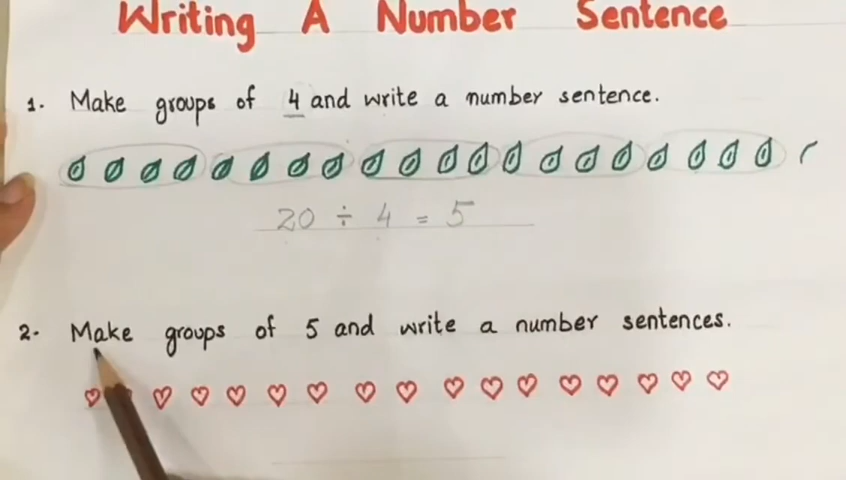 Writing A Number Sentence
1. Make groups of 4 and write a number sentence.
20 ÷ 4 = 5
2. Make groups of 5 and write a number sentences.